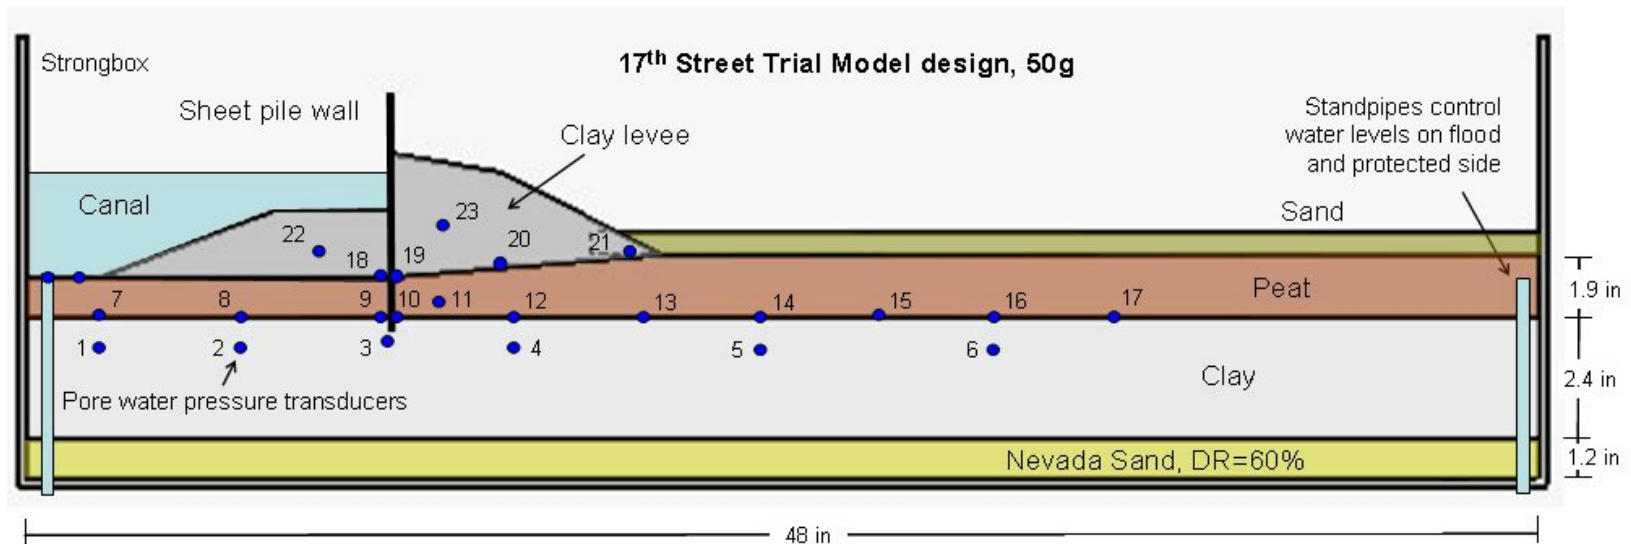 Strongbox
17th Street Trial Model design, 50g
Sheet pile wall
Clay levee
Standpipes control
water levels on flood
and protected side
Canal
Sand
23
22
20
21
18
19
7
8
9
10
11
12
13
14
15
16
17
Peat
1.9 in
1
2
3
4
5
6
Clay
2.4 in
Pore water pressure transducers
Nevada Sand, DR=60%
1.2 in
48 in